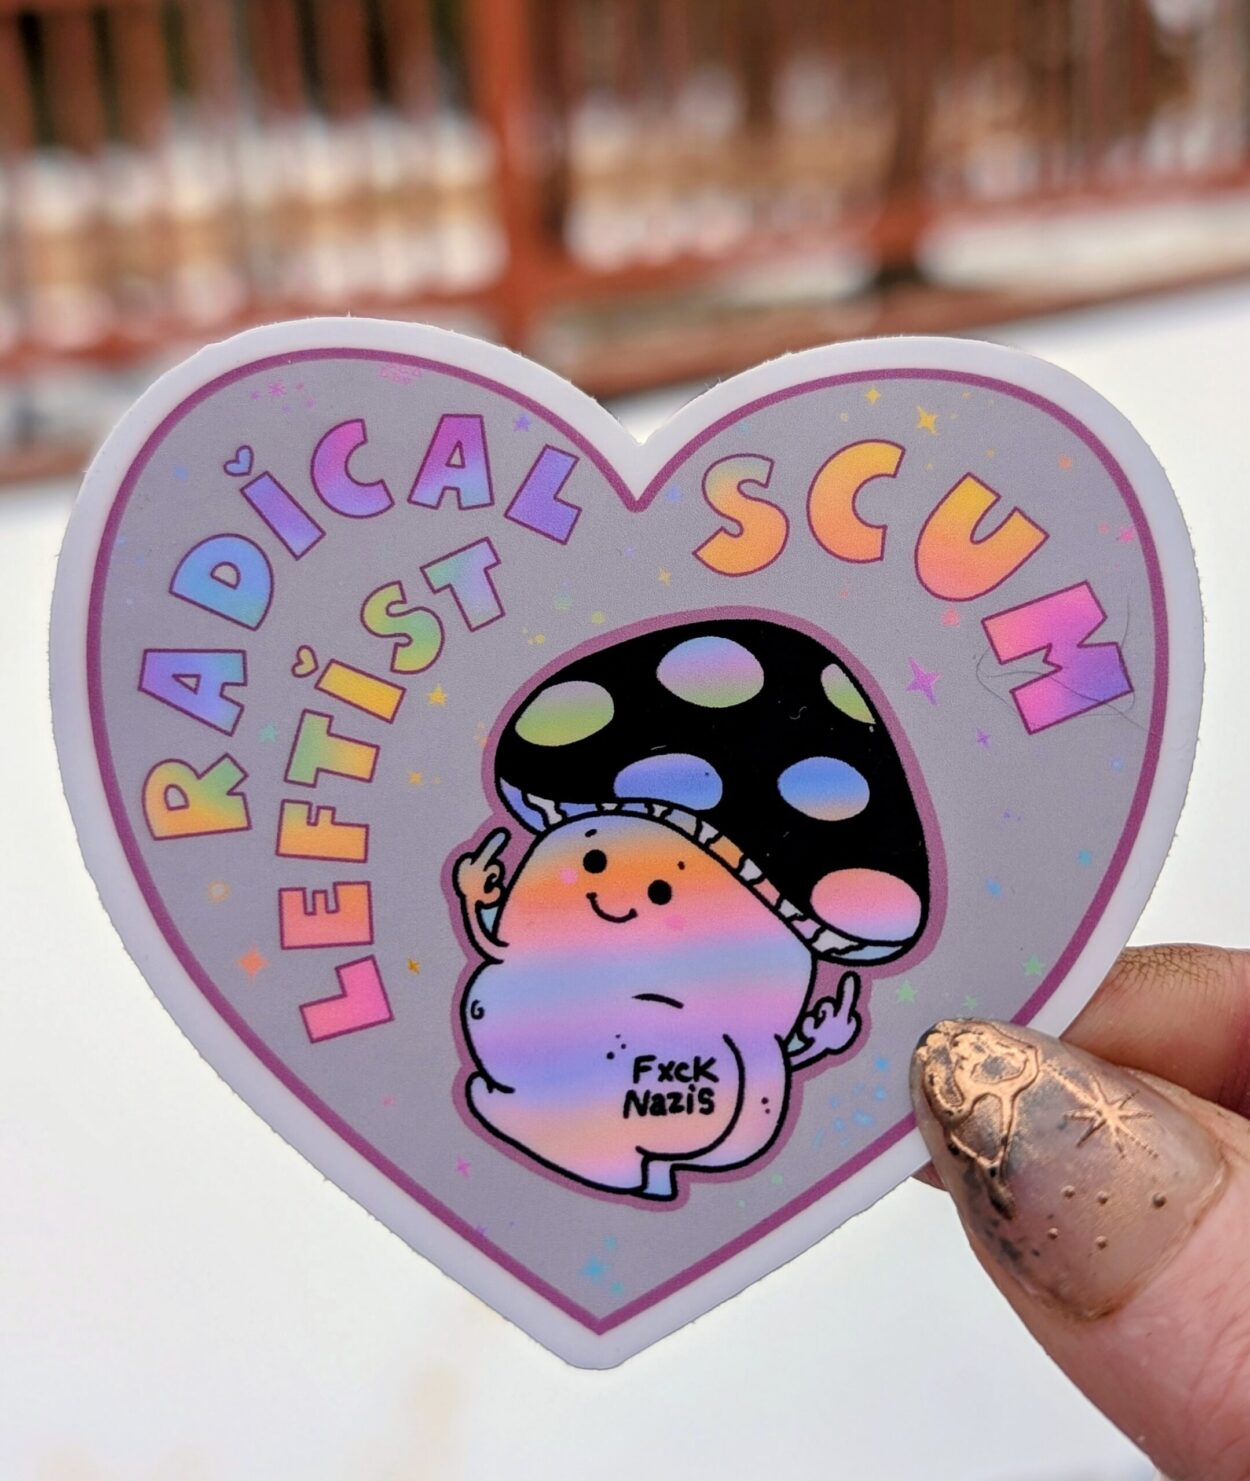 RADiCAL
LEFTiST
SCUM
FxcK
Nazis